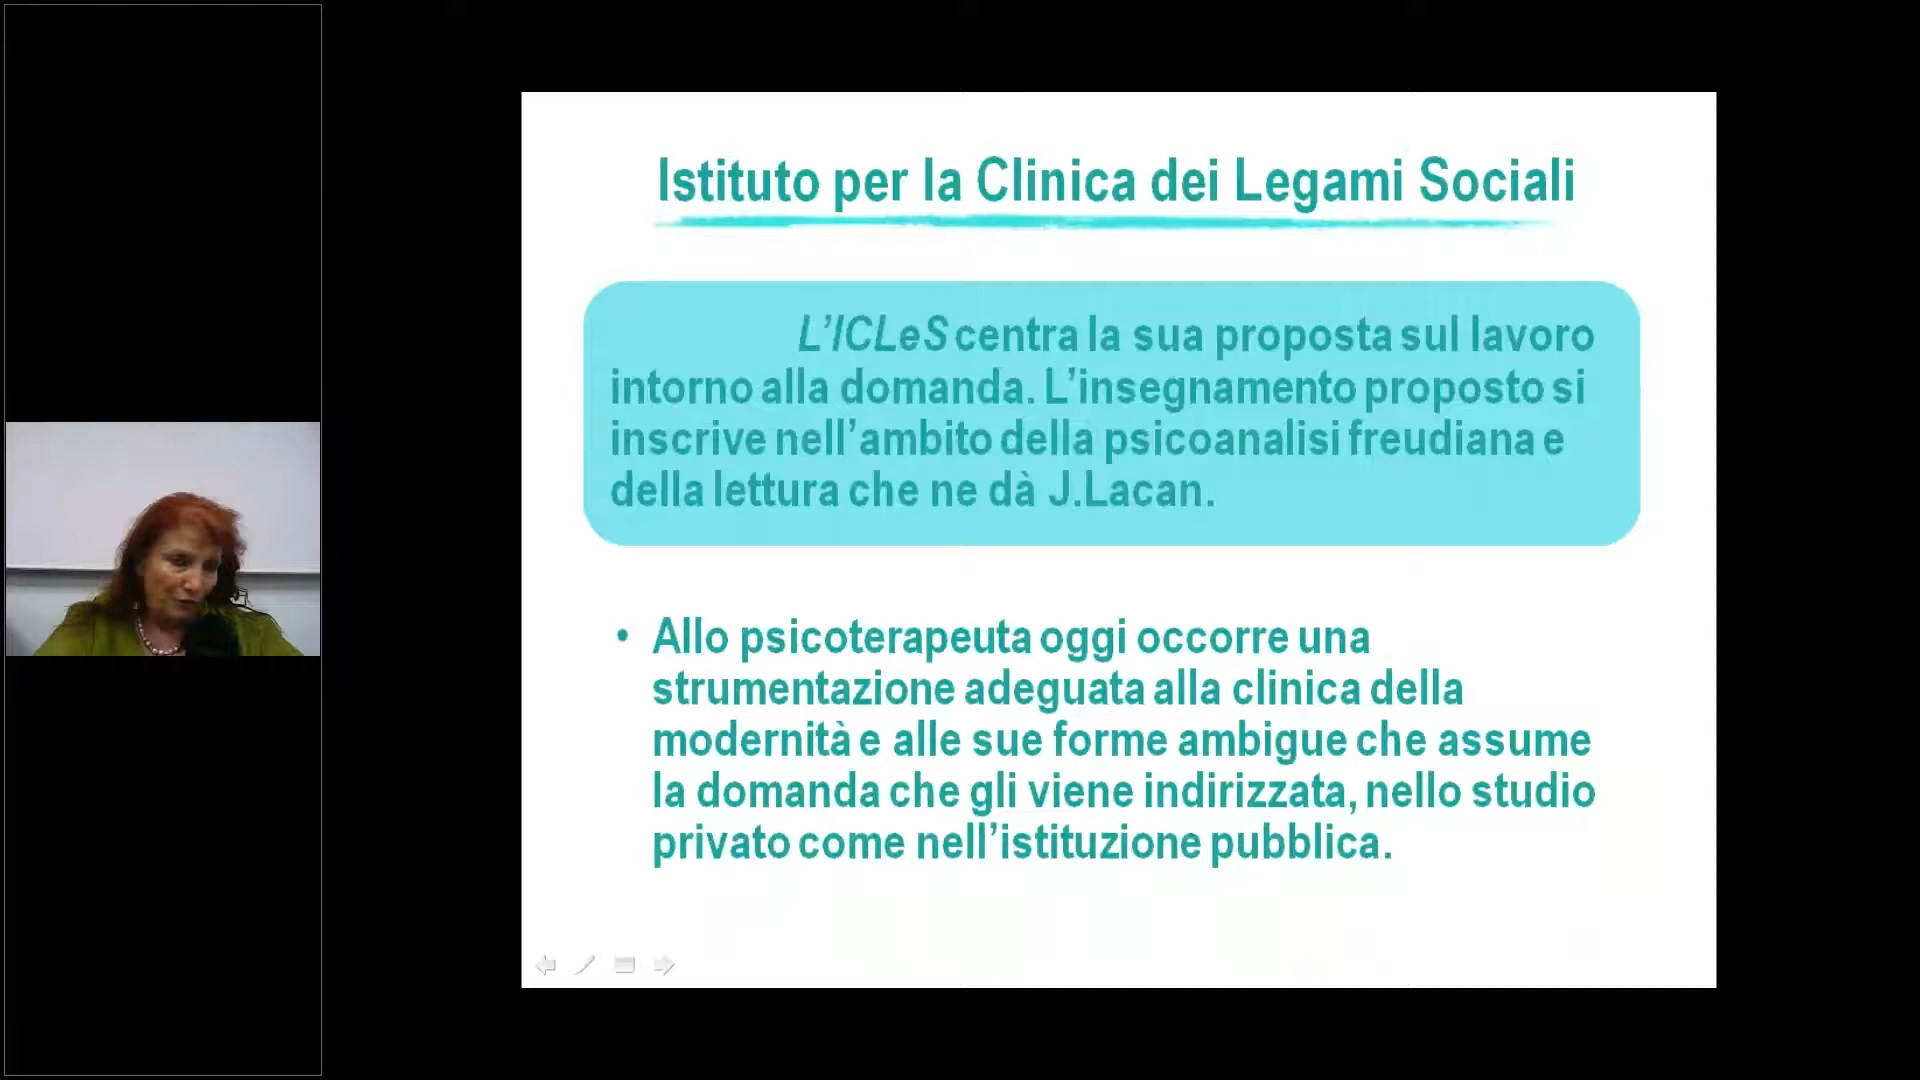 Istituto per la Clinica dei Legami Sociali
L’ICLeS centra la sua proposta sul lavoro
intorno alla domanda. L’insegnamento proposto si
inscrive nell’ambito della psicoanalisi freudiana e
della lettura che ne dà J.Lacan.
• Allo psicoterapeuta oggi occorre una
strumentazione adeguata alla clinica della
modernità e alle sue forme ambigue che assume
la domanda che gli viene indirizzata, nello studio
privato come nell’istituzione pubblica.